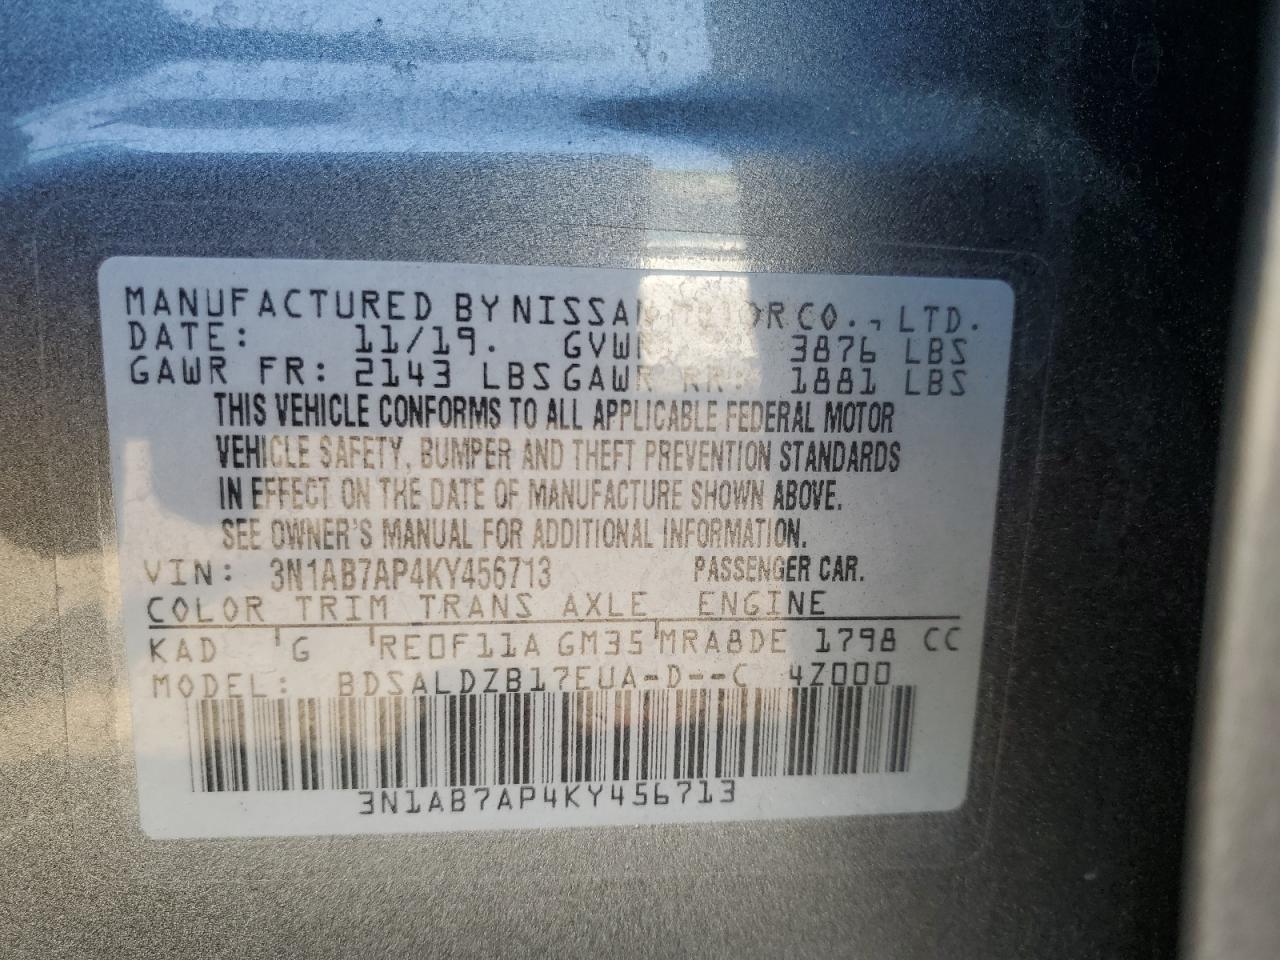 MANUFACTURED BY NISSAN MOTOR CO., LTD.
DATE: 11/19. GVWR 3876 LBS
GAWR FR: 2143 LBS GAWR RR: 1881 LBS
THIS VEHICLE CONFORMS TO ALL APPLICABLE FEDERAL MOTOR
VEHICLE SAFETY, BUMPER AND THEFT PREVENTION STANDARDS
IN EFFECT ON THE DATE OF MANUFACTURE SHOWN ABOVE.
SEE OWNER'S MANUAL FOR ADDITIONAL INFORMATION.
VIN: 3N1AB7AP4KY456713 PASSENGER CAR.
COLOR TRIM TRANS AXLE ENGINE
KAD G RE0F11A GM35 MRA8DE 1798 CC
MODEL: BDSALDZB17EUA-D--C 4Z000
3N1AB7AP4KY456713